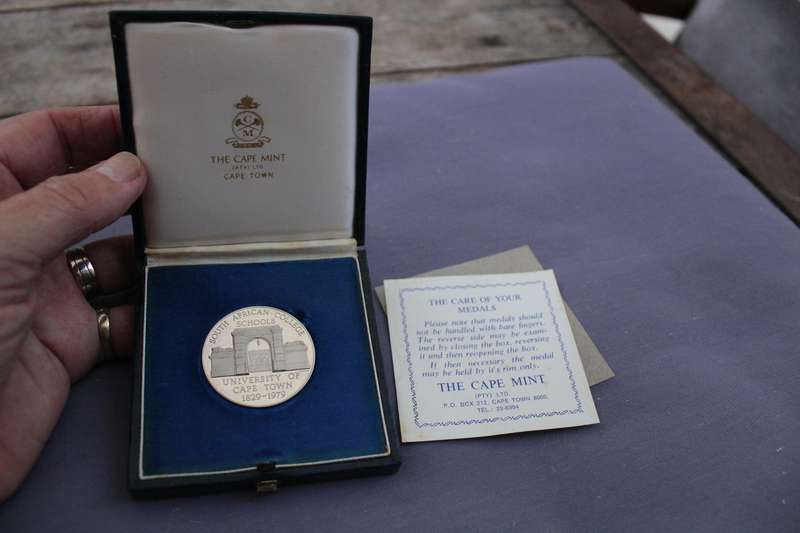 C
M
THE CAPE MINT
(PTY) LTD
CAPE TOWN
SOUTH AFRICAN COLLEGE
SCHOOLS
UNIVERSITY OF
CAPE TOWN
1829-1979
THE CARE OF YOUR
MEDALS
Please note that medals should
not be handled with bare fingers.
The reverse side may be exam-
ined by closing the box, reversing
it and then reopening the box.
If then necessary the medal
may be held by it's rim only.
THE CAPE MINT
(PTY) LTD.
P.O. BOX 312, CAPE TOWN 8000.
TEL.: